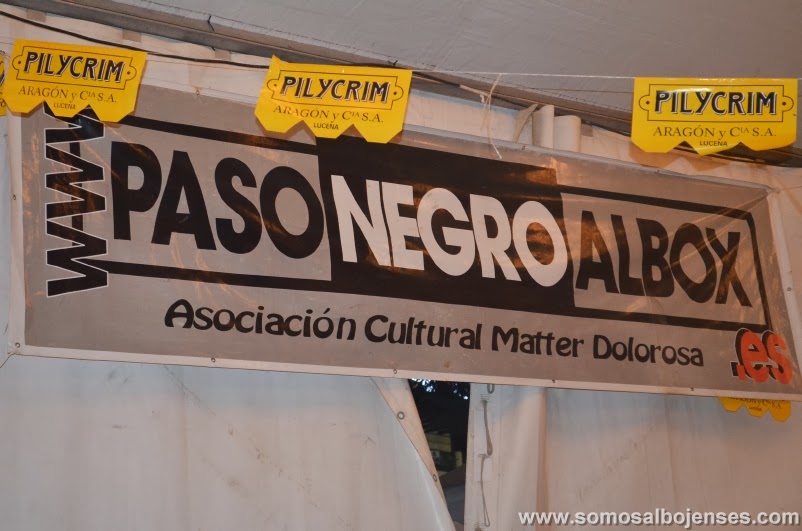 PILYCRIM
ARAGÓN y Cía S.A.
LUCENA
PILYCRIM
ARAGÓN y Cía S.A.
LUCENA
PILYCRIM
ARAGÓN y Cía S.A.
LUCENA
www.
PASO NEGRO ALBOX
.es
Asociación Cultural Matter Dolorosa
www.somosalbojenses.com